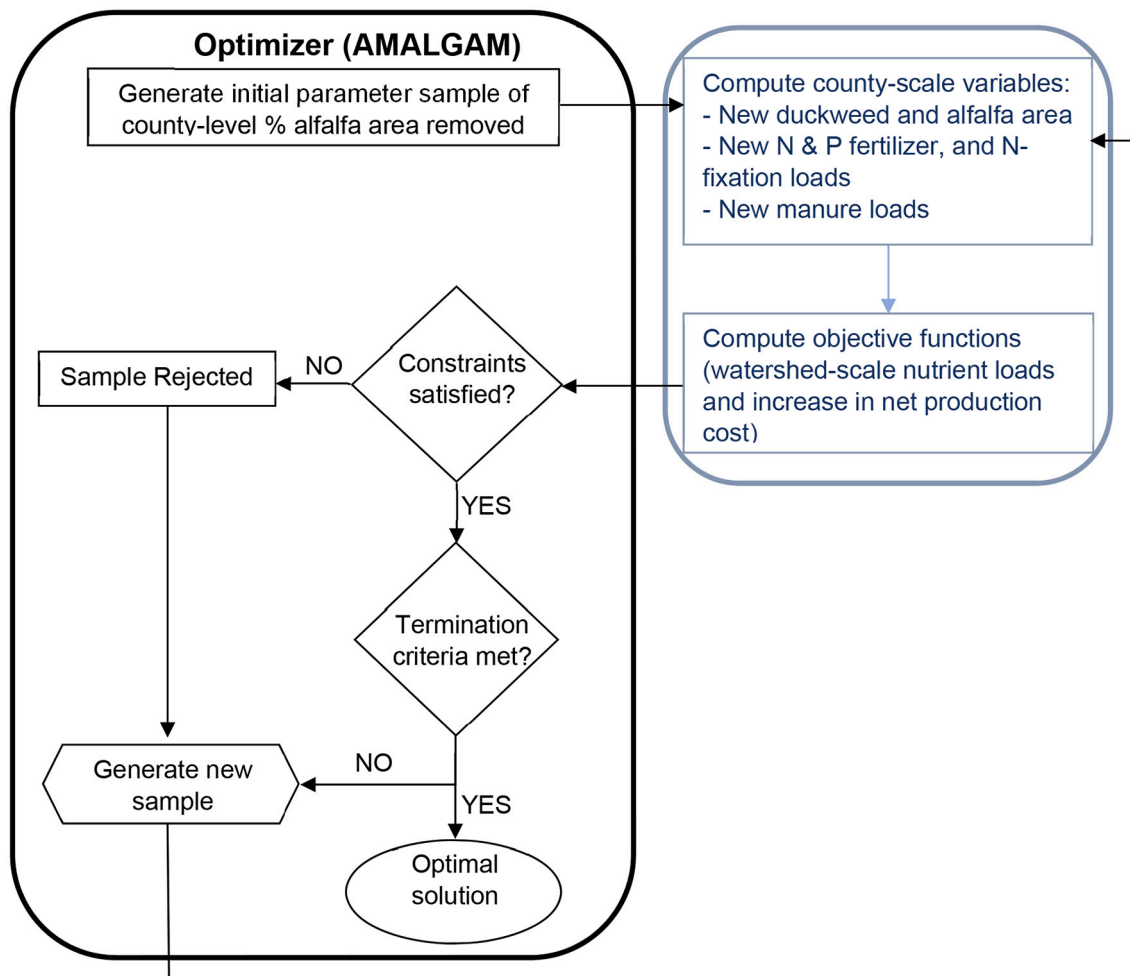 Optimizer (AMALGAM)
Generate initial parameter sample of
county-level % alfalfa area removed
Compute county-scale variables:
- New duckweed and alfalfa area
- New N & P fertilizer, and N-
fixation loads
- New manure loads
Compute objective functions
(watershed-scale nutrient loads
and increase in net production
cost)
Constraints
satisfied?
NO
Sample Rejected
YES
Termination
criteria met?
NO
Generate new
sample
YES
Optimal
solution